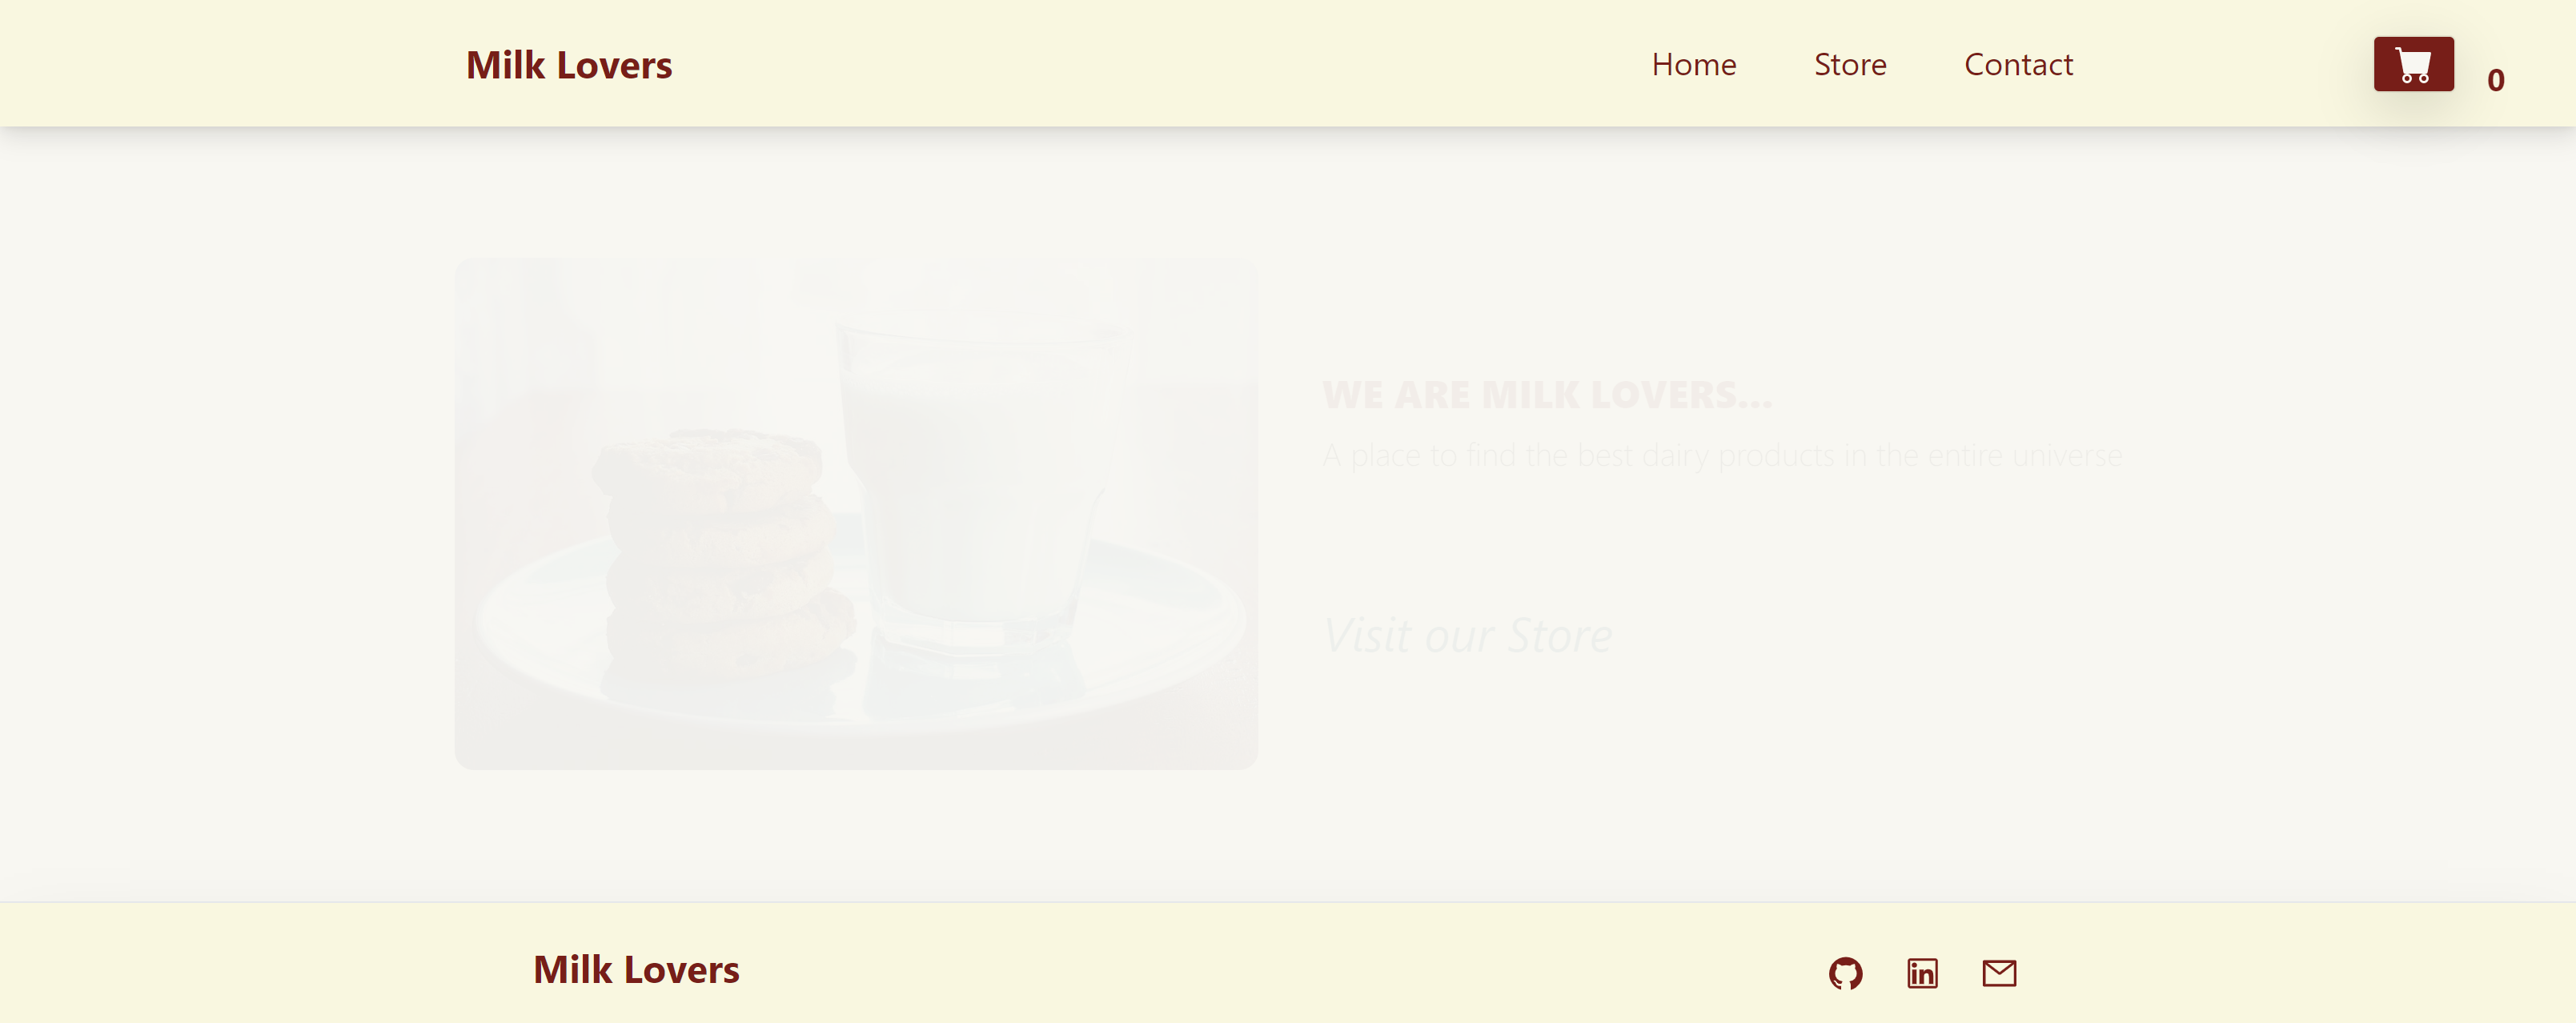 Milk Lovers
Home Store Contact
0
WE ARE MILK LOVERS...
A place to find the best dairy products in the entire universe
Visit our Store
Milk Lovers
in